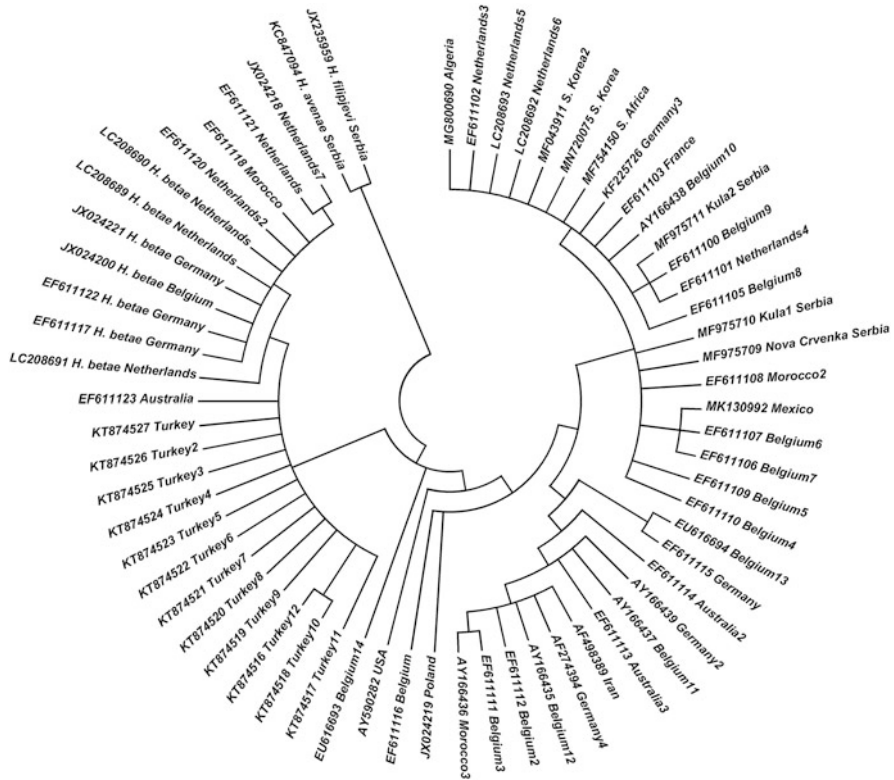 MG800690 Algeria
EF611102 Netherlands3
LC208693 Netherlands5
LC208692 Netherlands6
MF043911 S. Korea2
MN720075 S. Korea
MF754150 S. Africa
KF225726 Germany3
EF611103 France
AY166438 Belgium10
MF975711 Kula2 Serbia
EF611100 Belgium9
EF611101 Netherlands4
EF611105 Belgium8
MF975710 Kula1 Serbia
MF975709 Nova Crvenka Serbia
EF611108 Morocco2
MK130992 Mexico
EF611107 Belgium6
EF611106 Belgium7
EF611109 Belgium5
EF611110 Belgium4
EU616694 Belgium13
EF611115 Germany
EF611114 Australia2
AY166439 Germany2
AY166437 Belgium11
EF611113 Australia3
AF498389 Iran
AF274394 Germany4
AY166435 Belgium12
EF611112 Belgium2
EF611111 Belgium3
AY166436 Morocco3
JX024219 Poland
EF611116 Belgium
AY590282 USA
EU616693 Belgium14
KT874517 Turkey11
KT874518 Turkey10
KT874516 Turkey12
KT874519 Turkey9
KT874520 Turkey8
KT874521 Turkey7
KT874522 Turkey6
KT874523 Turkey5
KT874524 Turkey4
KT874525 Turkey3
KT874526 Turkey2
KT874527 Turkey
EF611123 Australia
LC208691 H. betae Netherlands
EF611117 H. betae Germany
EF611122 H. betae Germany
JX024200 H. betae Belgium
JX024221 H. betae Germany
LC208689 H. betae Netherlands
LC208690 H. betae Netherlands
EF611120 Netherlands2
EF611118 Morocco
EF611121 Netherlands
JX024218 Netherlands7
KC847094 H. avenae Serbia
JX235959 H. filipjevi Serbia